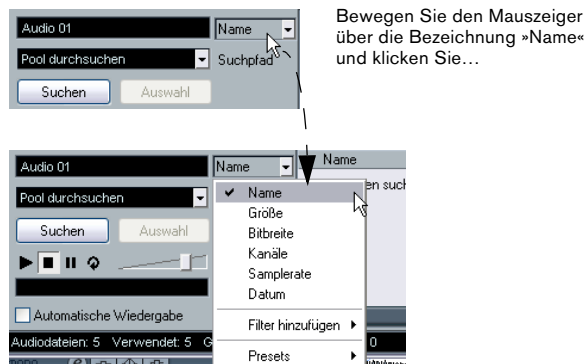 Bewegen Sie den Mauszeiger
über die Bezeichnung »Name«
und klicken Sie…
Audio 01 Name
Pool durchsuchen Suchpfad
Suchen Auswahl
Audio 01 Name Name
Pool durchsuchen
Suchen Auswahl
Automatische Wiedergabe
Audiodateien: 5 Verwendet: 5 G 0
Name
Größe
Bitbreite
Kanäle
Samplerate
Datum
Filter hinzufügen
Presets